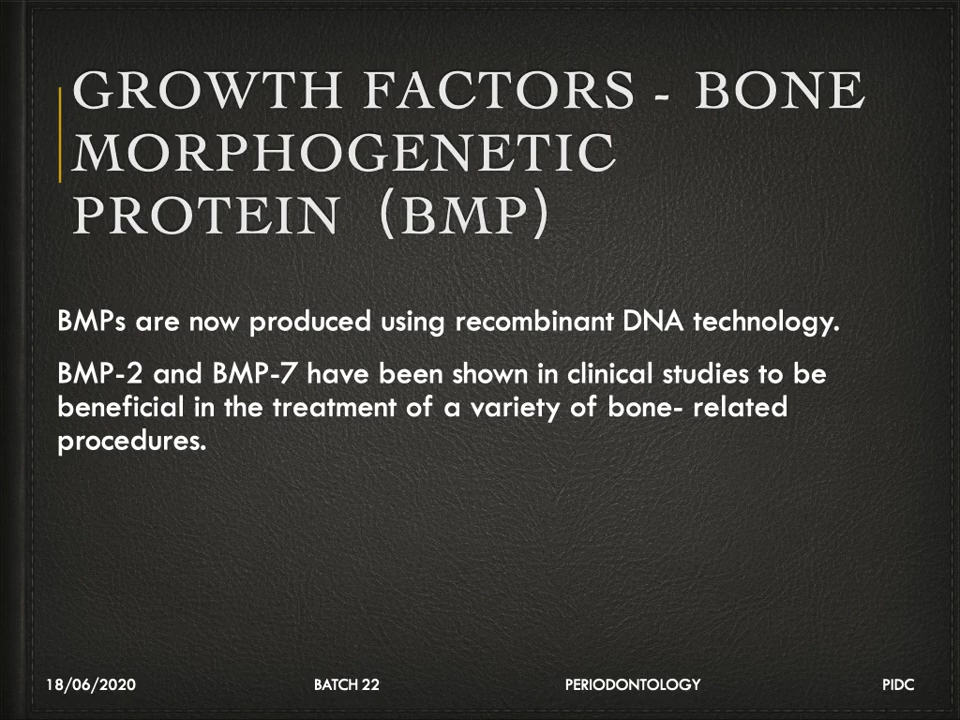 GROWTH FACTORS - BONE
MORPHOGENETIC
PROTEIN (BMP)
BMPs are now produced using recombinant DNA technology.
BMP-2 and BMP-7 have been shown in clinical studies to be
beneficial in the treatment of a variety of bone- related
procedures.
18/06/2020 BATCH 22 PERIODONTOLOGY PIDC